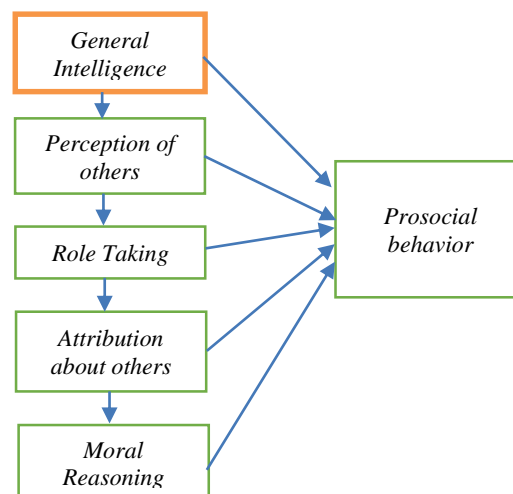 General
Intelligence
Perception of
others
Role Taking
Attribution
about others
Moral
Reasoning
Prosocial
behavior